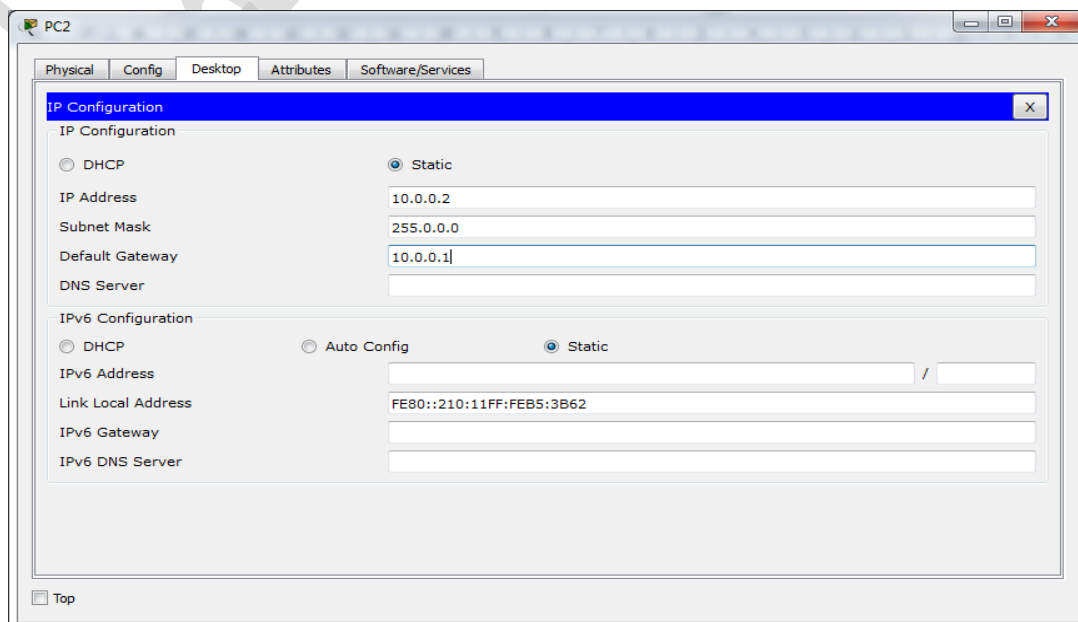 PC2
Physical Config Desktop Attributes Software/Services
IP Configuration X
IP Configuration
DHCP Static
IP Address 10.0.0.2
Subnet Mask 255.0.0.0
Default Gateway 10.0.0.1
DNS Server
IPv6 Configuration
DHCP Auto Config Static
IPv6 Address /
Link Local Address FE80::210:11FF:FEB5:3B62
IPv6 Gateway
IPv6 DNS Server
Top